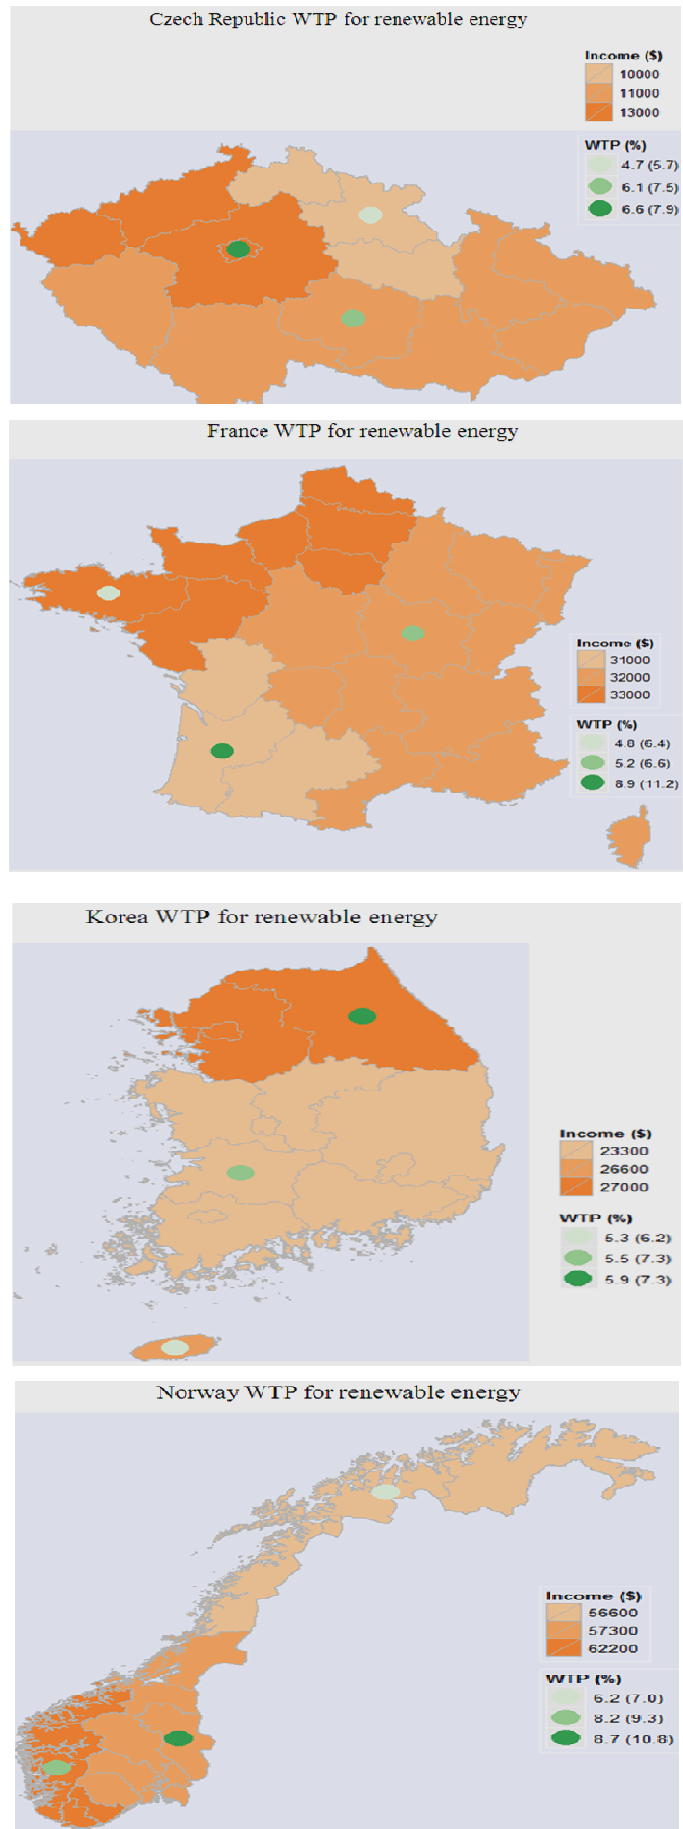 Czech Republic WTP for renewable energy
Income ($)
10000
11000
13000
WTP (%)
4.7 (5.7)
6.1 (7.5)
6.6 (7.9)
France WTP for renewable energy
Income ($)
31000
32000
33000
WTP (%)
4.8 (6.4)
5.2 (6.6)
8.9 (11.2)
Korea WTP for renewable energy
Income ($)
23300
26600
27000
WTP (%)
5.3 (6.2)
5.5 (7.3)
5.9 (7.3)
Norway WTP for renewable energy
Income ($)
56600
57300
62200
WTP (%)
6.2 (7.0)
8.2 (9.3)
8.7 (10.8)